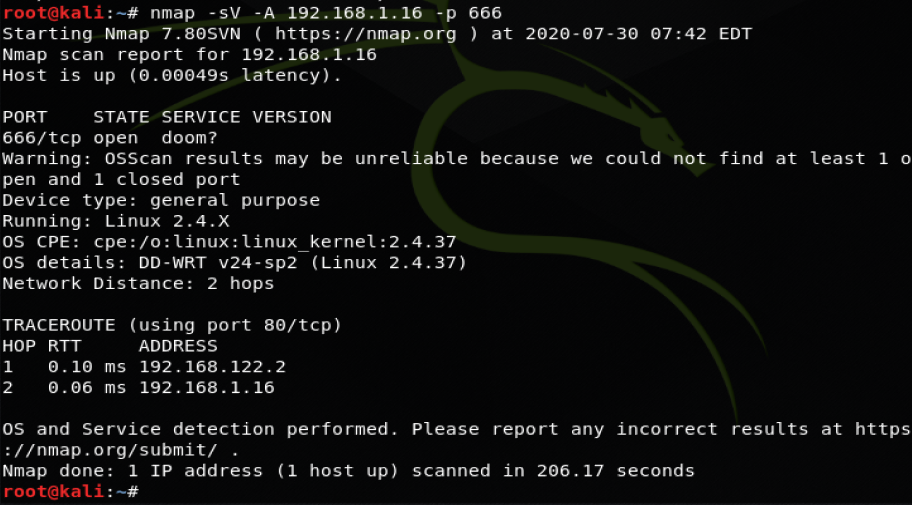 root@kali:~# nmap -sV -A 192.168.1.16 -p 666
Starting Nmap 7.80SVN ( https://nmap.org ) at 2020-07-30 07:42 EDT
Nmap scan report for 192.168.1.16
Host is up (0.00049s latency).
PORT    STATE SERVICE VERSION
666/tcp open  doom?
Warning: OSScan results may be unreliable because we could not find at least 1 o
pen and 1 closed port
Device type: general purpose
Running: Linux 2.4.X
OS CPE: cpe:/o:linux:linux_kernel:2.4.37
OS details: DD-WRT v24-sp2 (Linux 2.4.37)
Network Distance: 2 hops
TRACEROUTE (using port 80/tcp)
HOP RTT     ADDRESS
1   0.10 ms 192.168.122.2
2   0.06 ms 192.168.1.16
OS and Service detection performed. Please report any incorrect results at https
://nmap.org/submit/ .
Nmap done: 1 IP address (1 host up) scanned in 206.17 seconds
root@kali:~#